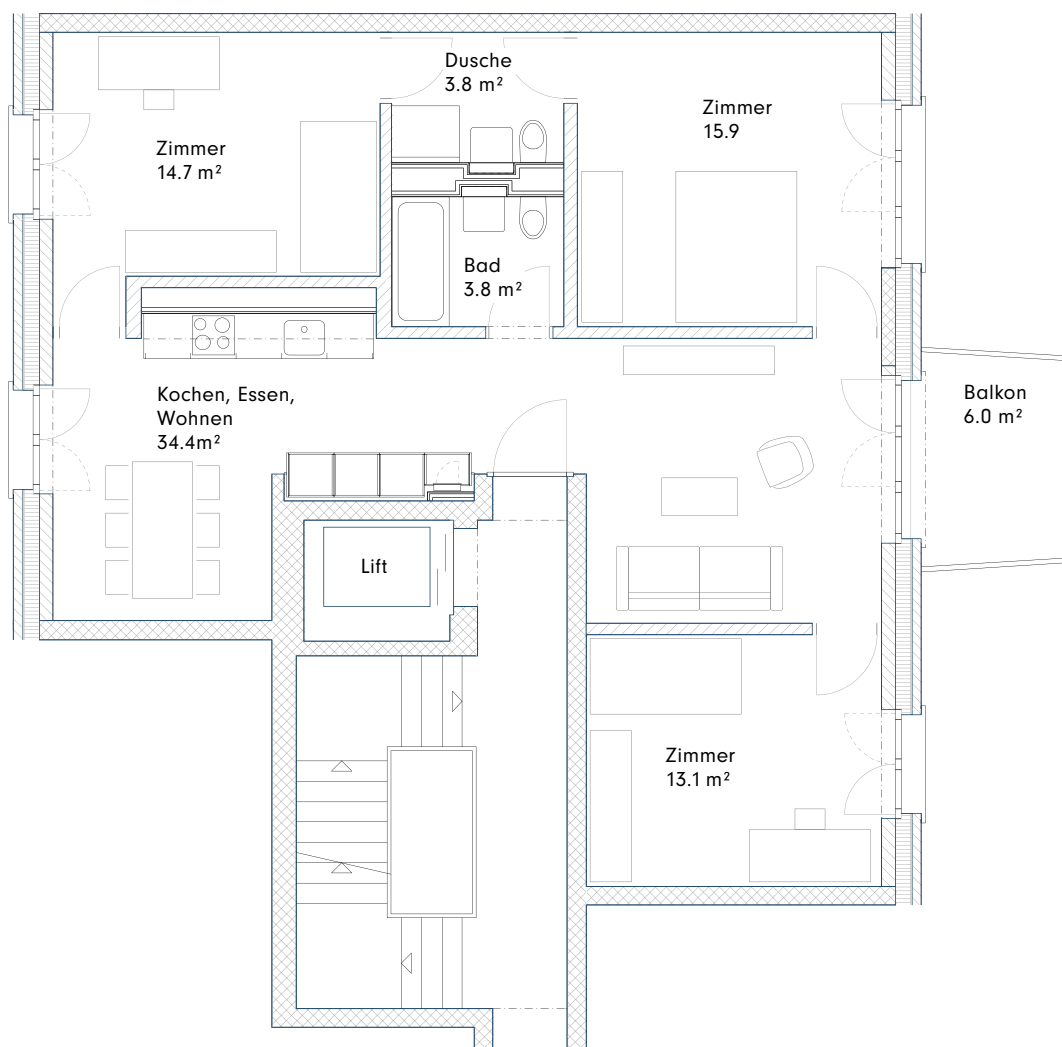 Dusche
3.8 m²
Zimmer
15.9
Zimmer
14.7 m²
Bad
3.8 m²
Kochen, Essen,
Wohnen
34.4m²
Balkon
6.0 m²
Lift
Zimmer
13.1 m²